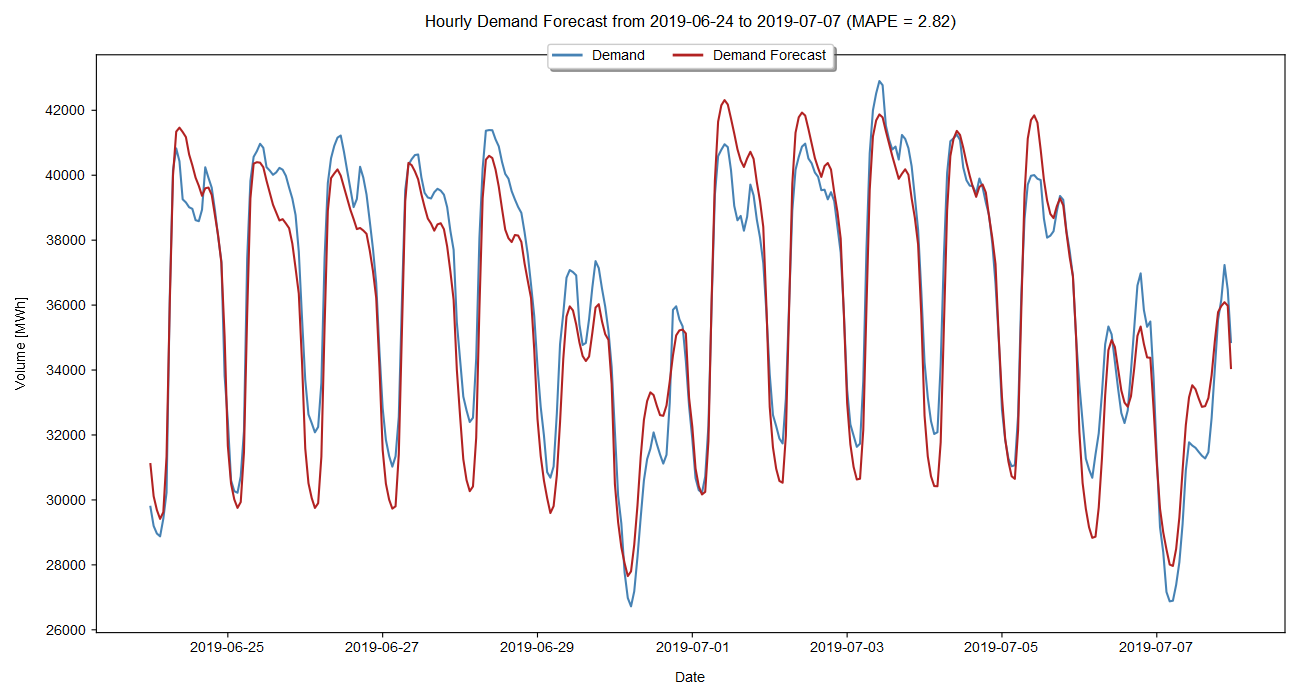 Hourly Demand Forecast from 2019-06-24 to 2019-07-07 (MAPE = 2.82)
Demand Demand Forecast
42000
40000
38000
36000
34000
32000
30000
28000
26000
Volume [MWh]
2019-06-25 2019-06-27 2019-06-29 2019-07-01 2019-07-03 2019-07-05 2019-07-07
Date